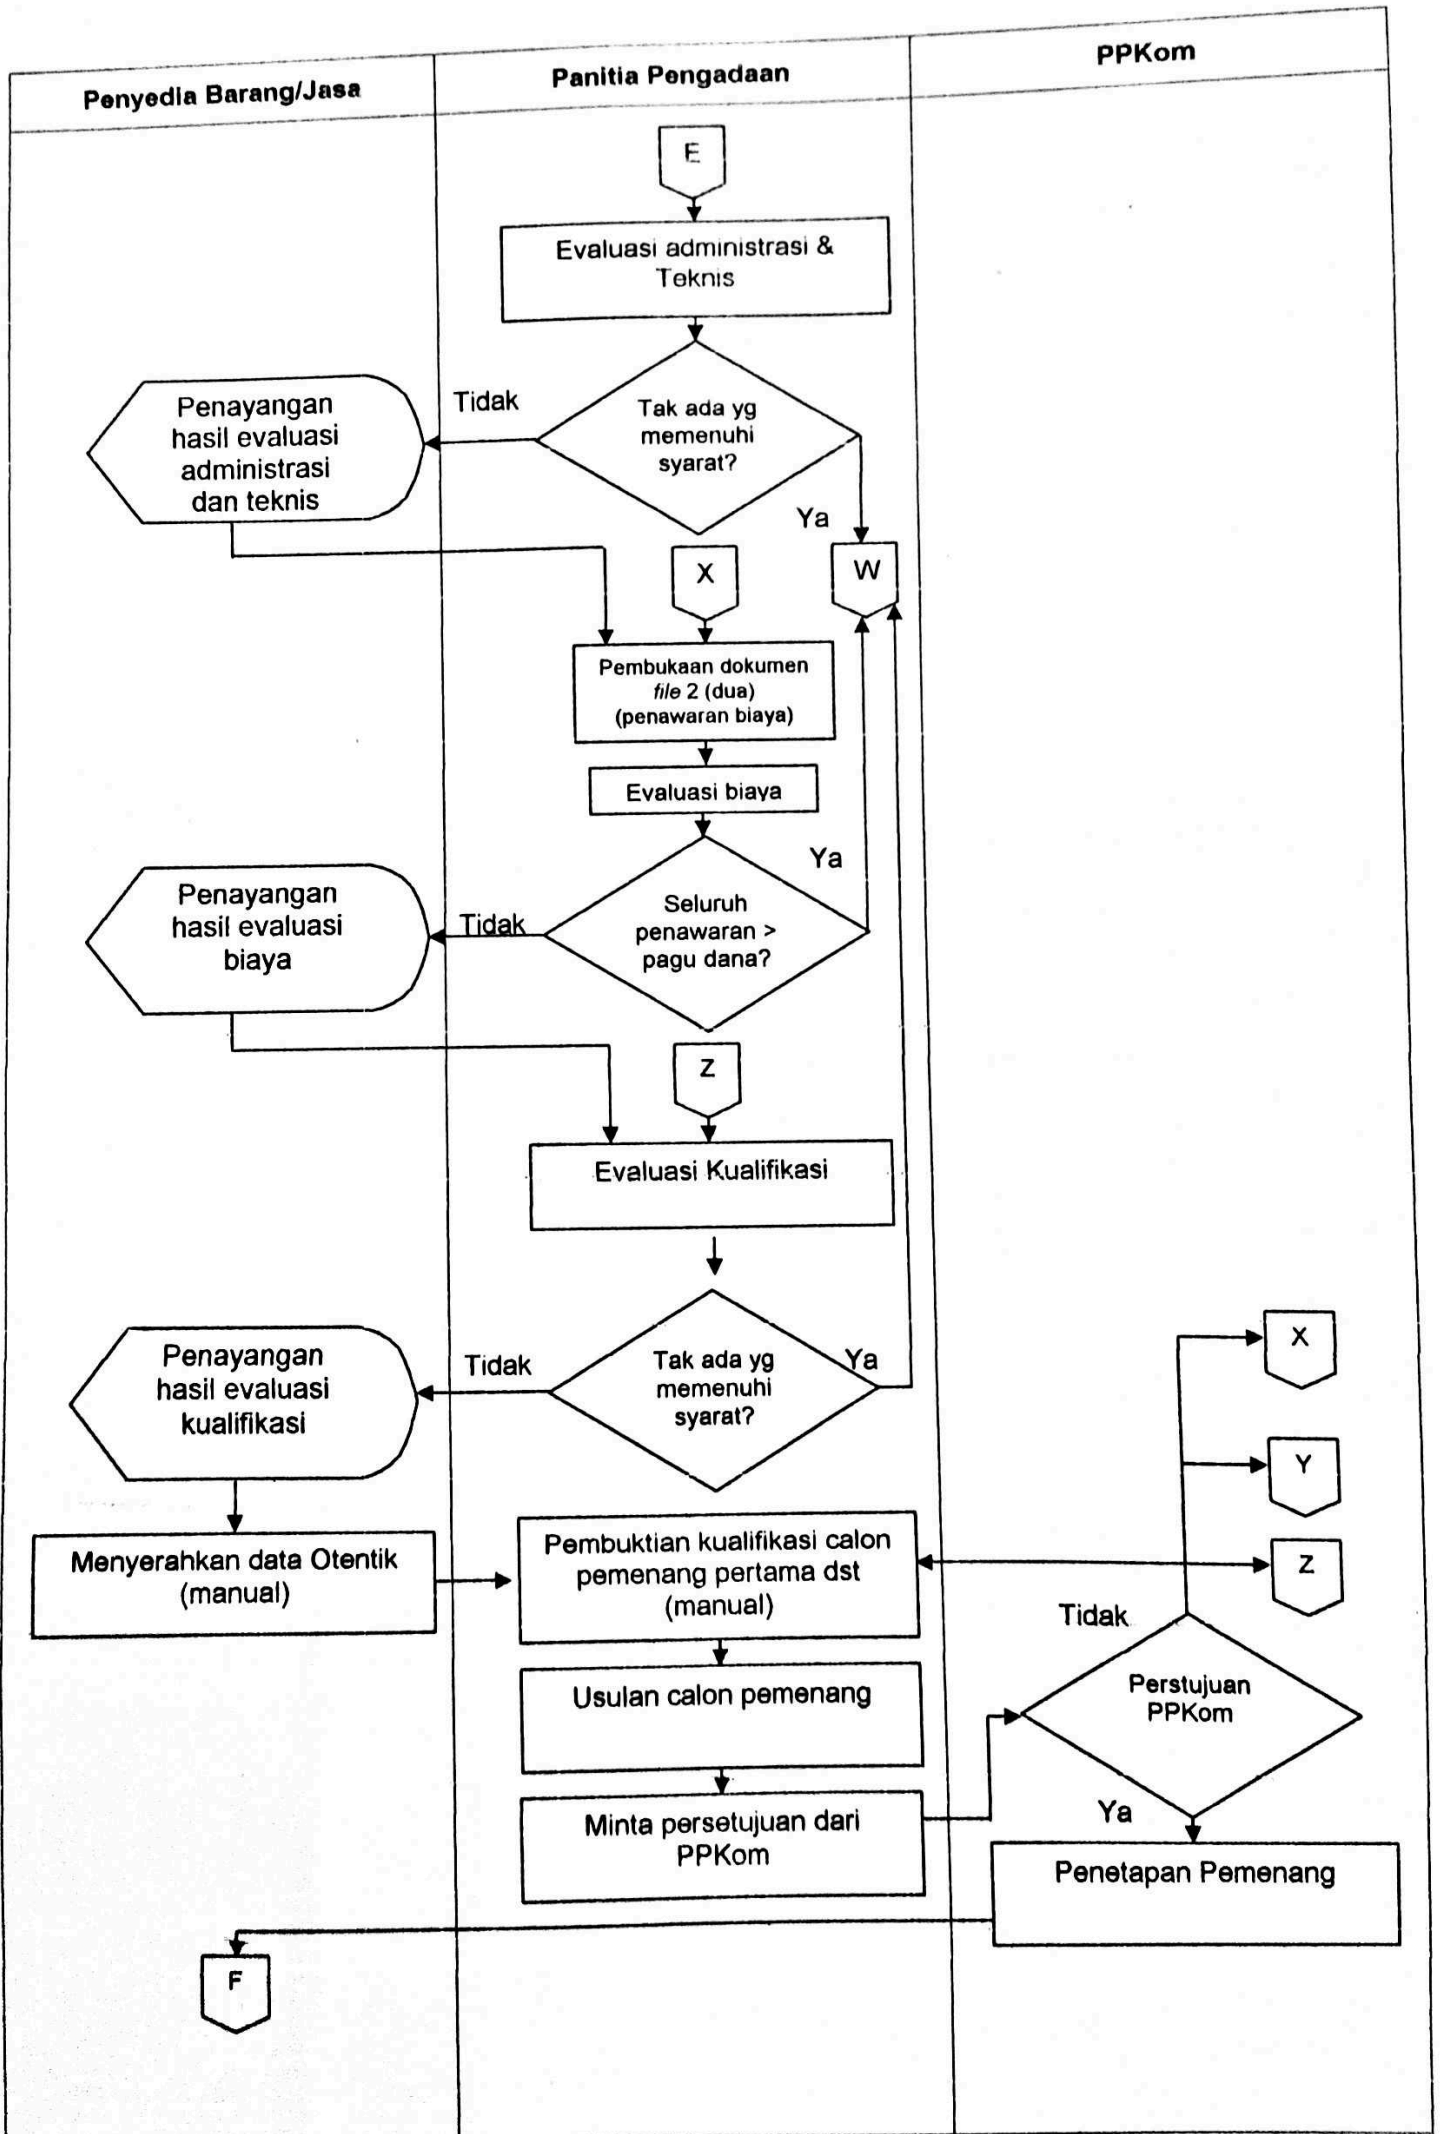 Penyedia Barang/Jasa
Panitia Pengadaan
PPKom
E
Evaluasi administrasi &
Teknis
Tidak
Tak ada yg
memenuhi
syarat?
Penayangan
hasil evaluasi
administrasi
dan teknis
Ya
X
W
Pembukaan dokumen
file 2 (dua)
(penawaran biaya)
Evaluasi biaya
Ya
Penayangan
hasil evaluasi
biaya
Tidak
Seluruh
penawaran >
pagu dana?
Z
Evaluasi Kualifikasi
Penayangan
hasil evaluasi
kualifikasi
Tidak
Tak ada yg
memenuhi
syarat?
Ya
X
Y
Z
Menyerahkan data Otentik
(manual)
Pembuktian kualifikasi calon
pemenang pertama dst
(manual)
Tidak
Usulan calon pemenang
Perstujuan
PPKom
Minta persetujuan dari
PPKom
Ya
Penetapan Pemenang
F